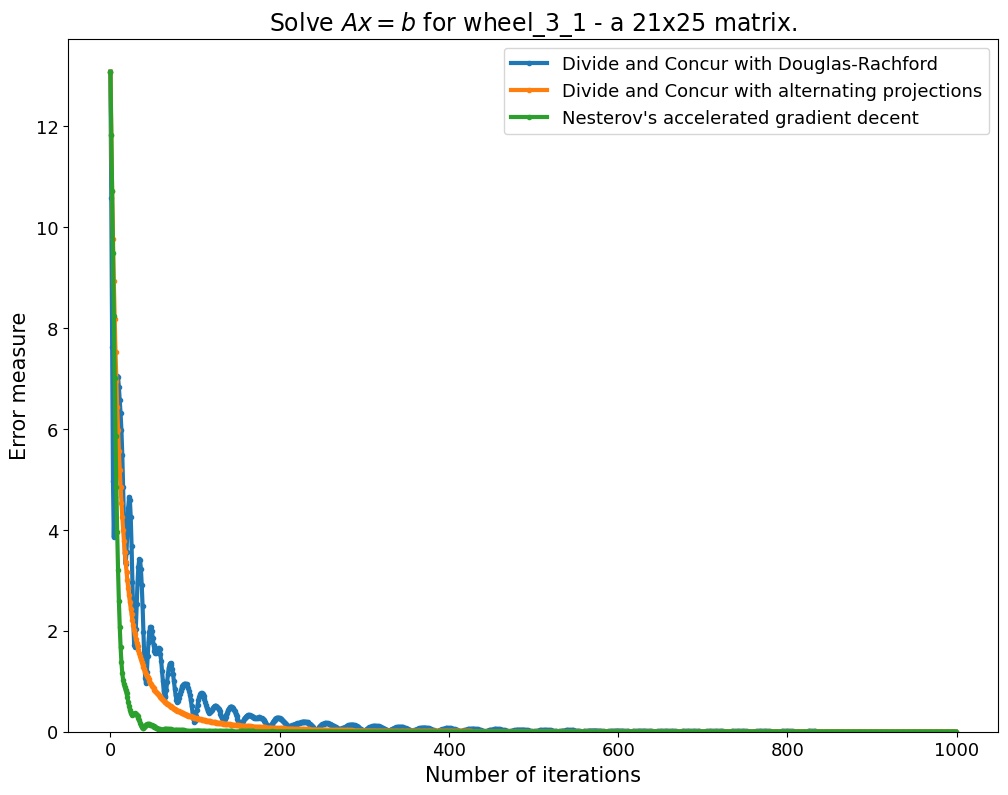 Solve Ax = b for wheel_3_1 - a 21x25 matrix.
Divide and Concur with Douglas-Rachford
Divide and Concur with alternating projections
Nesterov's accelerated gradient decent
Error measure
12
10
8
6
4
2
0
0 200 400 600 800 1000
Number of iterations